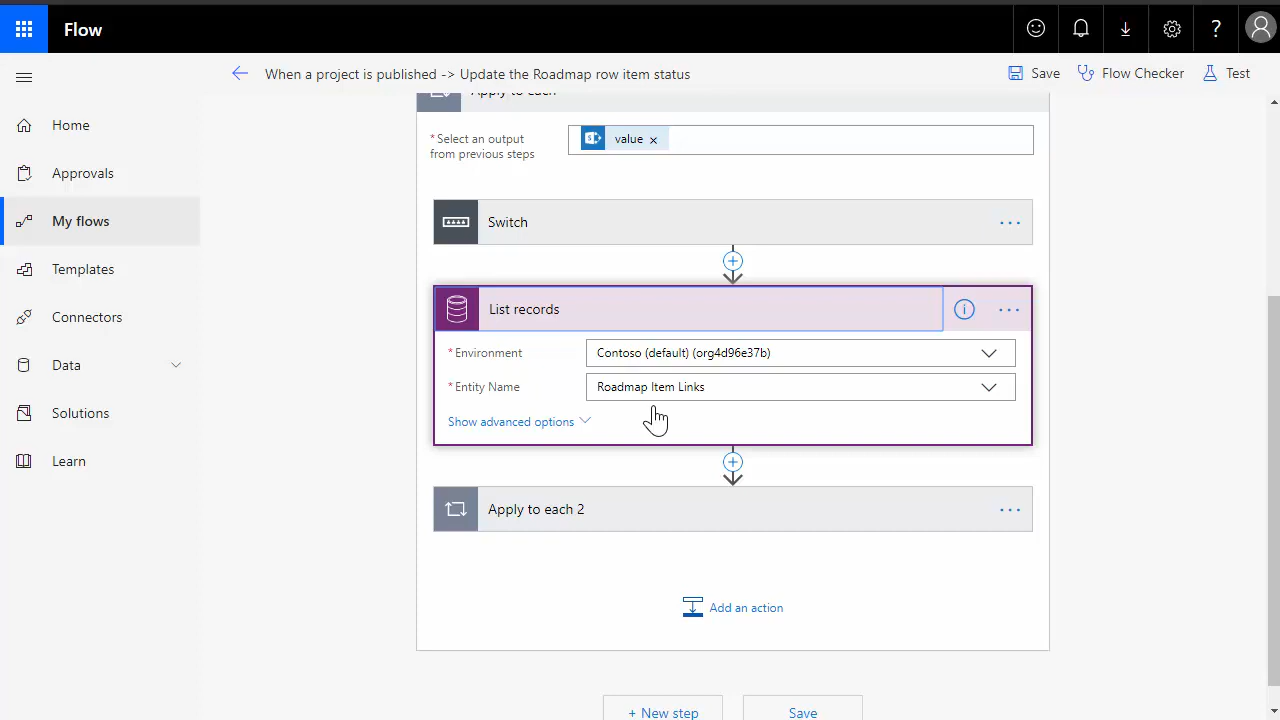 Flow
?
When a project is published -> Update the Roadmap row item status
Save
Flow Checker
Test
Home
Approvals
My flows
Templates
Connectors
Data
Solutions
Learn
Apply to each
* Select an output
from previous steps
value ×
Switch
...
List records
...
* Environment
Contoso (default) (org4d96e37b)
* Entity Name
Roadmap Item Links
Show advanced options
Apply to each 2
...
Add an action
+ New step
Save